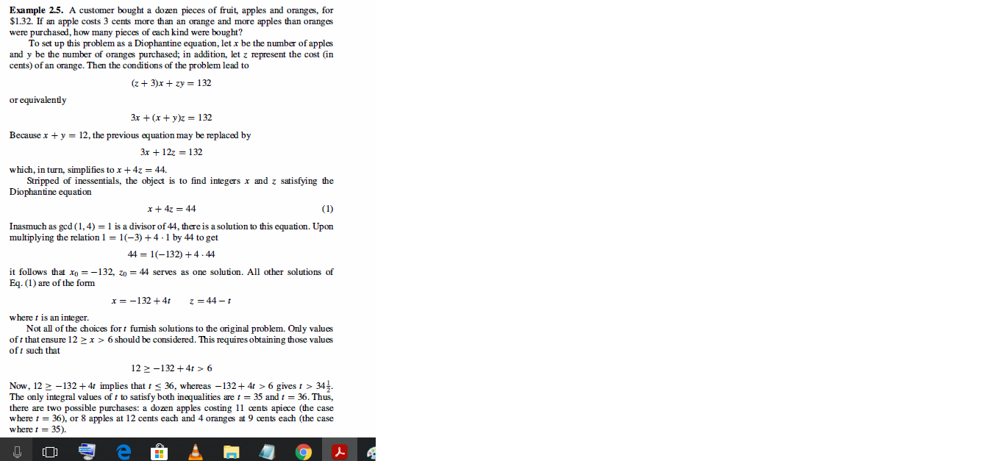 Example 2.5. A customer bought a dozen pieces of fruit, apples and oranges, for
$1.32. If an apple costs 3 cents more than an orange and more apples than oranges
were purchased, how many pieces of each kind were bought?
To set up this problem as a Diophantine equation, let x be the number of apples
and y be the number of oranges purchased; in addition, let z represent the cost (in
cents) of an orange. Then the conditions of the problem lead to
(z + 3)x + zy = 132
or equivalently
3x + (x + y)z = 132
Because x + y = 12, the previous equation may be replaced by
3x + 12z = 132
which, in turn, simplifies to x + 4z = 44.
Stripped of inessentials, the object is to find integers x and z satisfying the
Diophantine equation
x + 4z = 44 (1)
Inasmuch as gcd (1, 4) = 1 is a divisor of 44, there is a solution to this equation. Upon
multiplying the relation 1 = 1(−3) + 4 · 1 by 44 to get
44 = 1(−132) + 4 · 44
it follows that x₀ = −132, z₀ = 44 serves as one solution. All other solutions of
Eq. (1) are of the form
x = −132 + 4t z = 44 − t
where t is an integer.
Not all of the choices for t furnish solutions to the original problem. Only values
of t that ensure 12 ≥ x > 6 should be considered. This requires obtaining those values
of t such that
12 ≥ −132 + 4t > 6
Now, 12 ≥ −132 + 4t implies that t ≤ 36, whereas −132 + 4t > 6 gives t > 34½.
The only integral values of t to satisfy both inequalities are t = 35 and t = 36. Thus,
there are two possible purchases: a dozen apples costing 11 cents apiece (the case
where t = 36), or 8 apples at 12 cents each and 4 oranges at 9 cents each (the case
where t = 35).